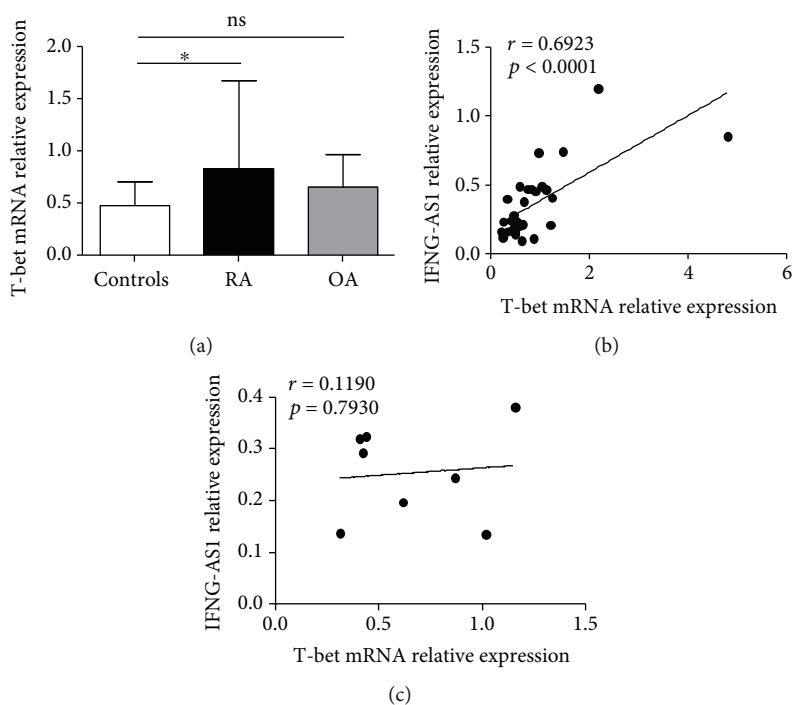 ns
*
T-bet mRNA relative expression
2.0
1.5
1.0
0.5
0.0
Controls RA OA
(a)
r = 0.6923
p < 0.0001
IFNG-AS1 relative expression
1.5
1.0
0.5
0.0
0 2 4 6
T-bet mRNA relative expression
(b)
r = 0.1190
p = 0.7930
IFNG-AS1 relative expression
0.4
0.3
0.2
0.1
0.0
0.0 0.5 1.0 1.5
T-bet mRNA relative expression
(c)